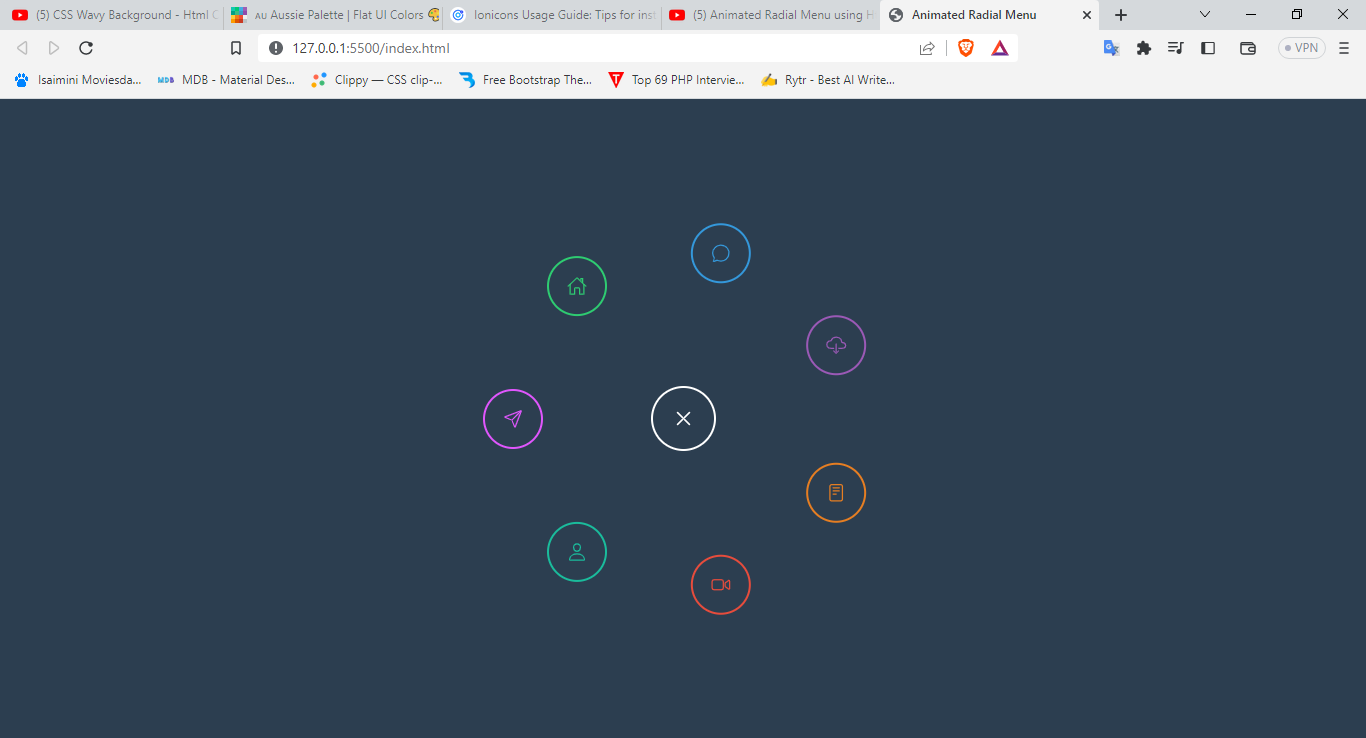 (5) CSS Wavy Background - Html C
AU Aussie Palette | Flat UI Colors
Ionicons Usage Guide: Tips for inst
(5) Animated Radial Menu using H
Animated Radial Menu
127.0.0.1:5500/index.html
VPN
Isaimini Moviesda...
MDB MDB - Material Des...
Clippy — CSS clip-...
Free Bootstrap The...
Top 69 PHP Intervie...
Rytr - Best AI Write...